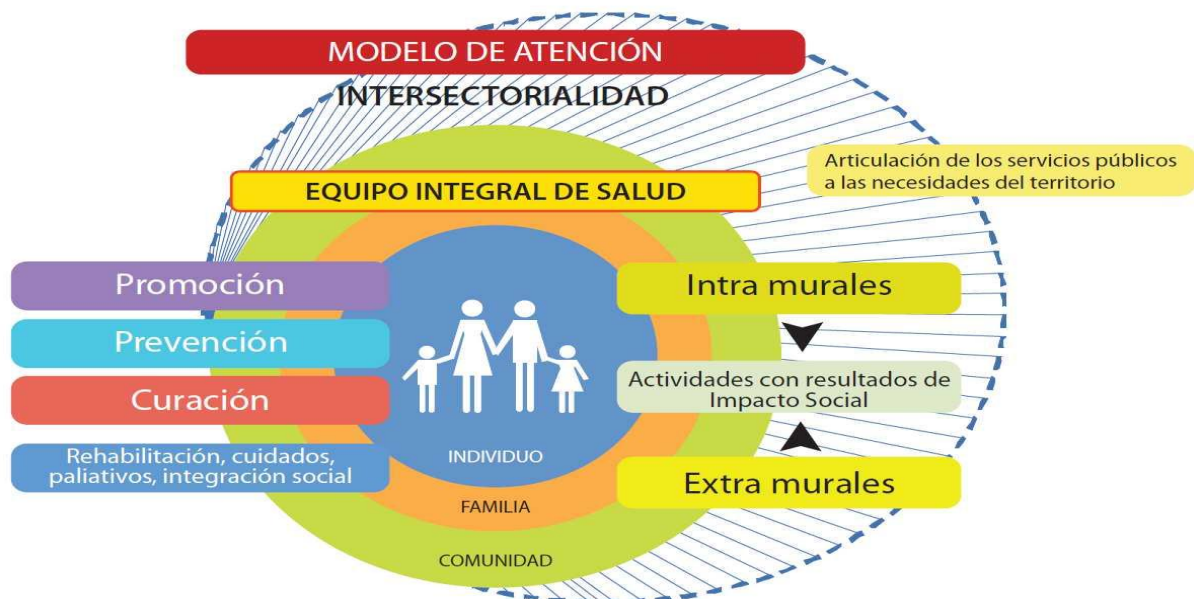 MODELO DE ATENCIÓN
INTERSECTORIALIDAD
Articulación de los servicios públicos
a las necesidades del territorio
EQUIPO INTEGRAL DE SALUD
Promoción
Prevención
Curación
Rehabilitación, cuidados,
paliativos, integración social
Intra murales
Actividades con resultados de
Impacto Social
Extra murales
INDIVIDUO
FAMILIA
COMUNIDAD